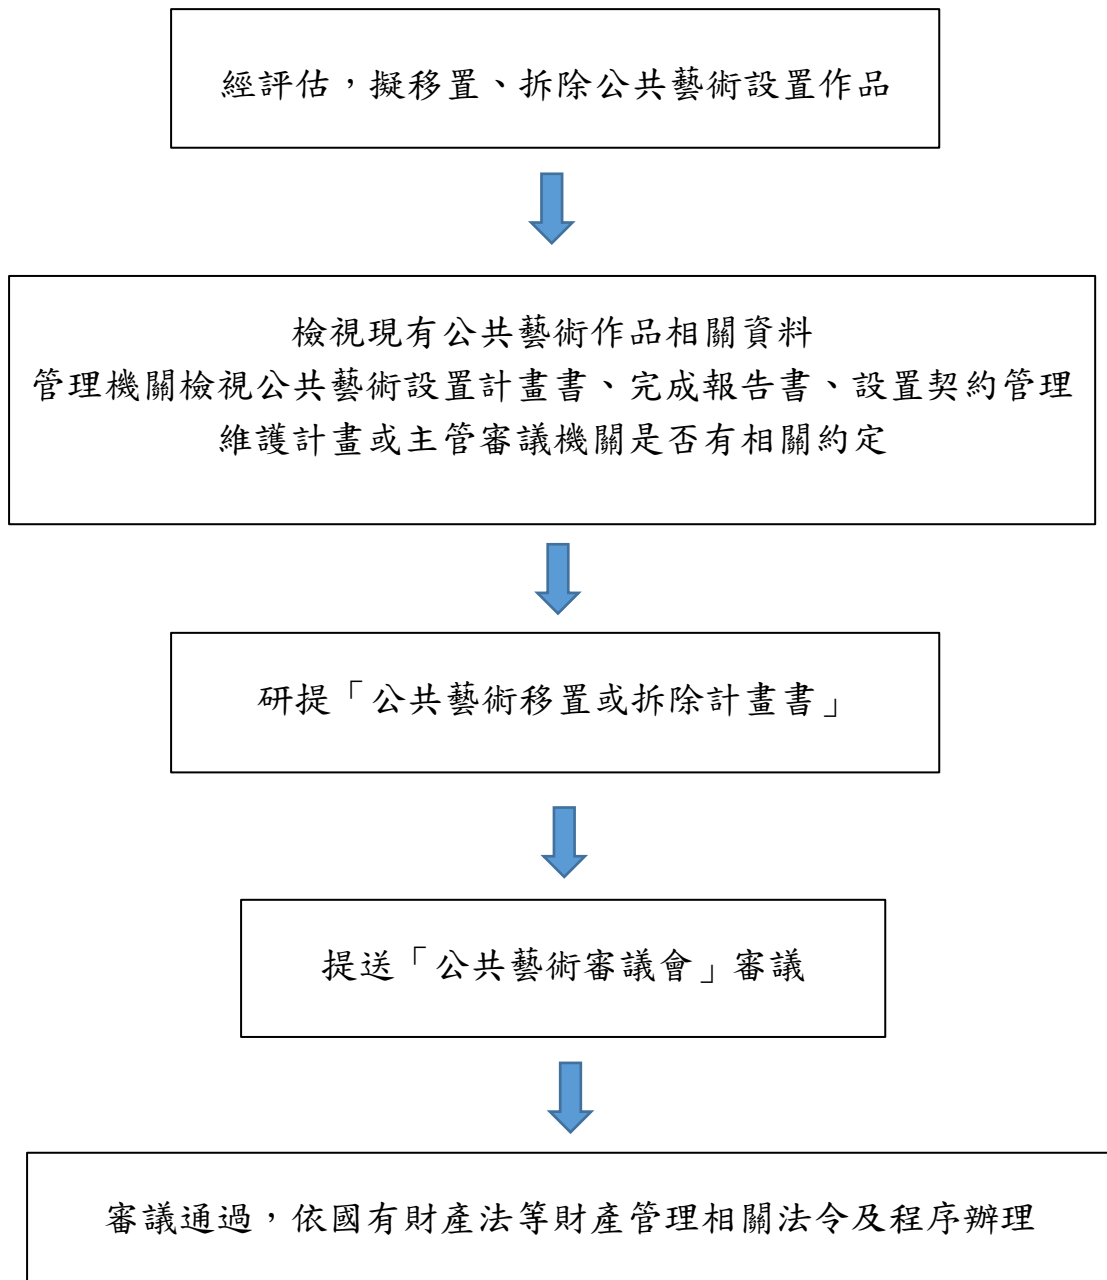 經評估，擬移置、拆除公共藝術設置作品
檢視現有公共藝術作品相關資料
管理機關檢視公共藝術設置計畫書、完成報告書、設置契約管理
維護計畫或主管審議機關是否有相關約定
研提「公共藝術移置或拆除計畫書」
提送「公共藝術審議會」審議
審議通過，依國有財產法等財產管理相關法令及程序辦理